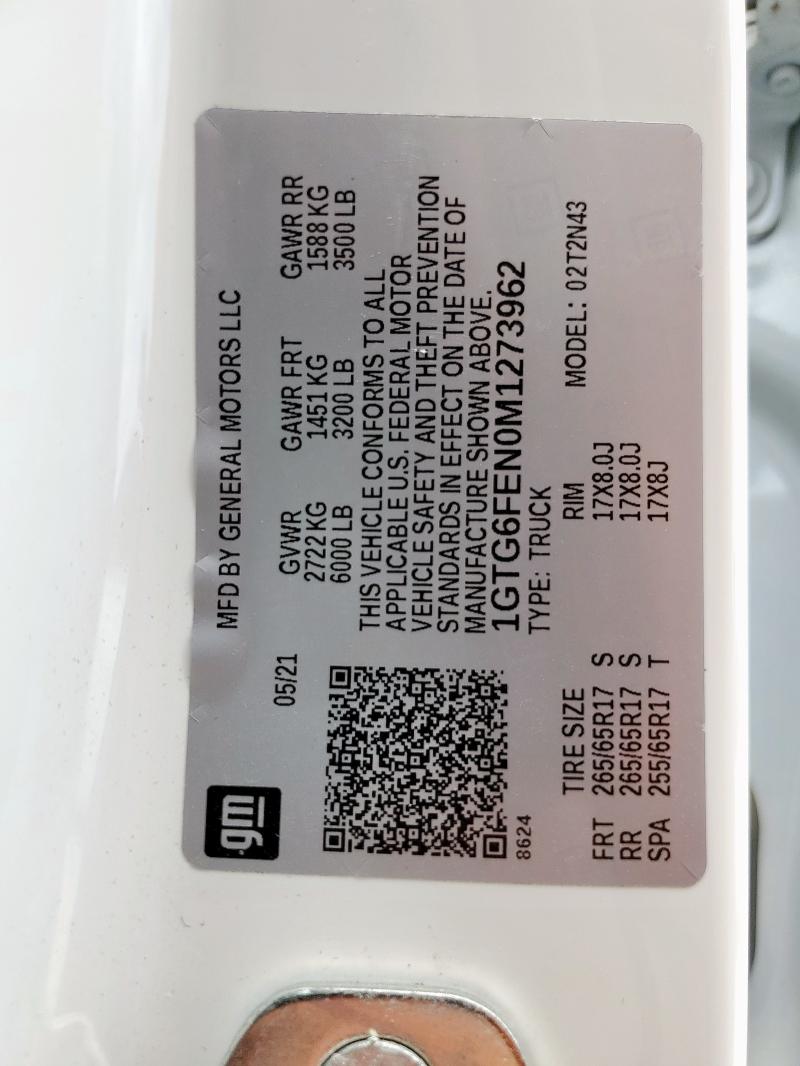 gm
MFD BY GENERAL MOTORS LLC
05/21
GVWR GAWR FRT GAWR RR
2722 KG 1451 KG 1588 KG
6000 LB 3200 LB 3500 LB
THIS VEHICLE CONFORMS TO ALL
APPLICABLE U.S. FEDERAL MOTOR
VEHICLE SAFETY AND THEFT PREVENTION
STANDARDS IN EFFECT ON THE DATE OF
MANUFACTURE SHOWN ABOVE.
1GTG6FEN0M1273962
8624
TYPE: TRUCK
TIRE SIZE RIM MODEL: 02T2N43
FRT 265/65R17 S 17X8.0J
RR 265/65R17 S 17X8.0J
SPA 255/65R17 T 17X8J